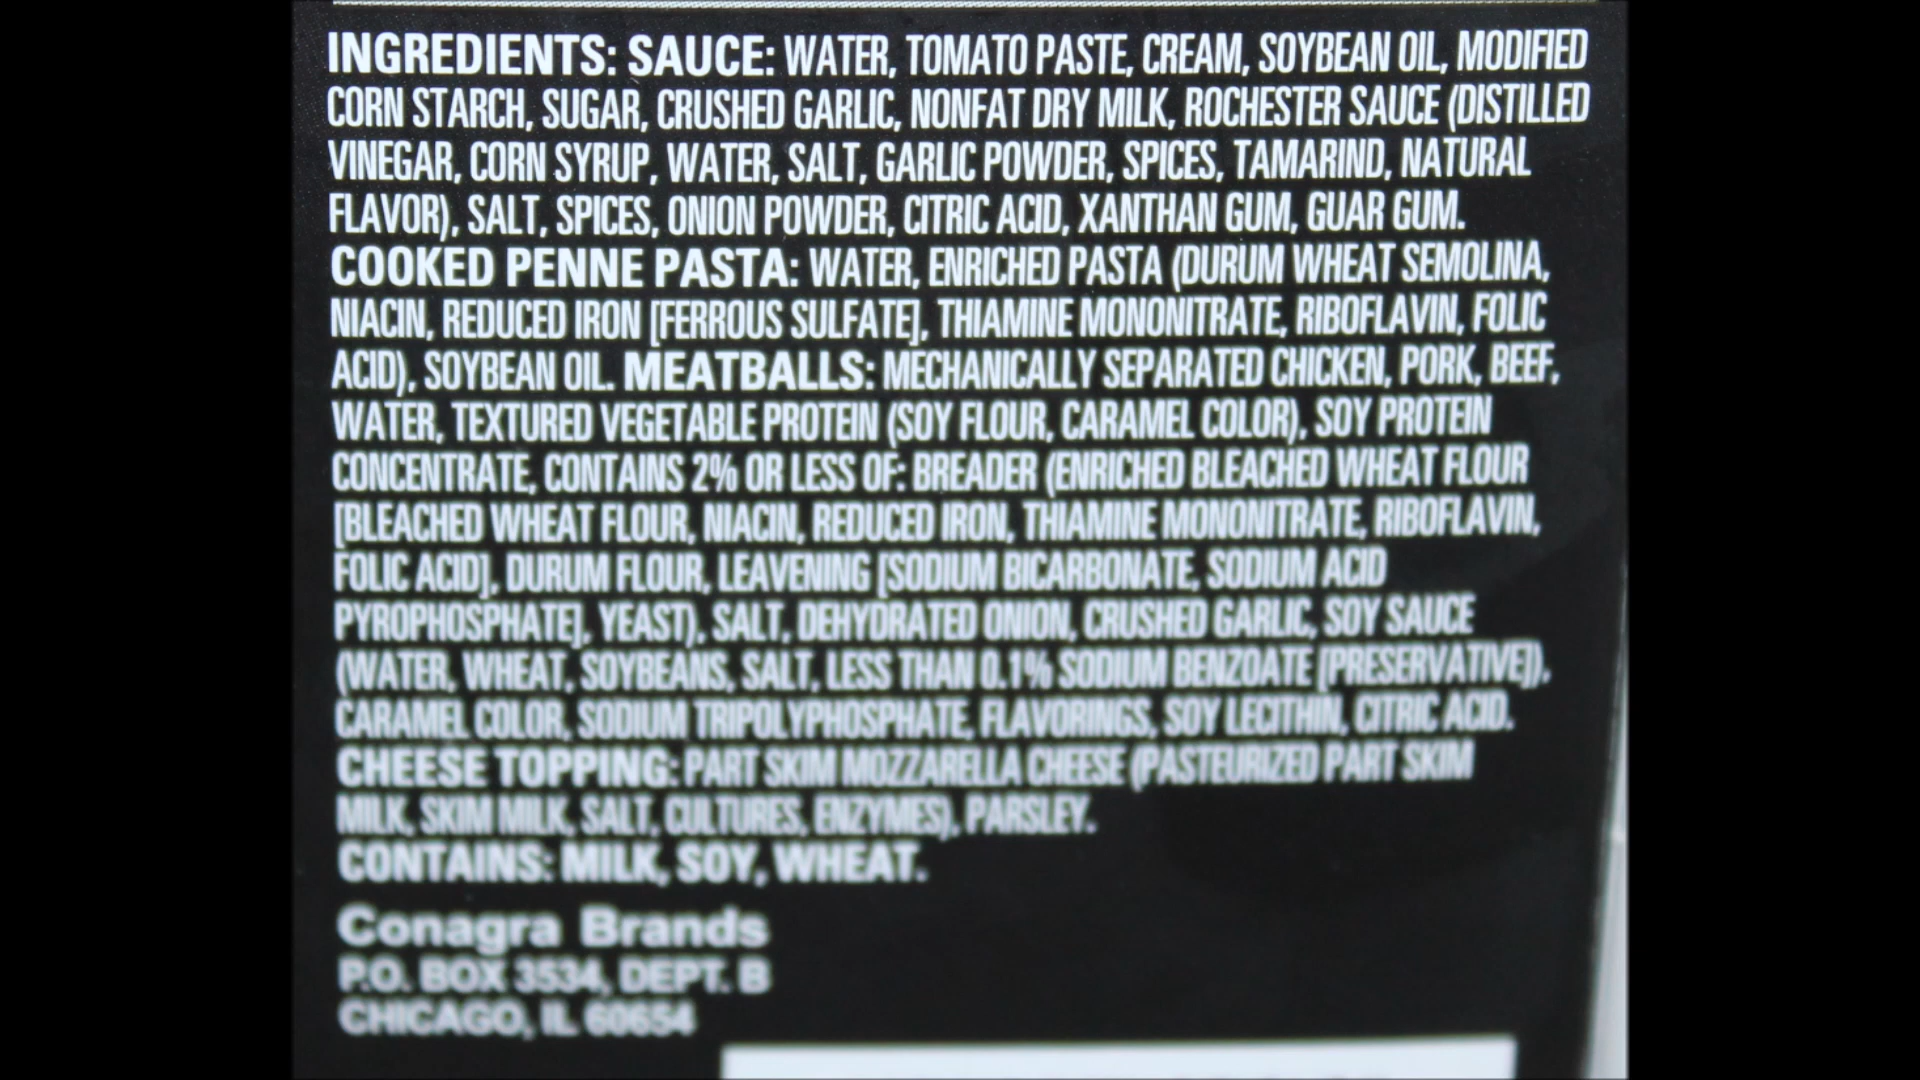 INGREDIENTS: SAUCE: WATER, TOMATO PASTE, CREAM, SOYBEAN OIL, MODIFIED
CORN STARCH, SUGAR, CRUSHED GARLIC, NONFAT DRY MILK, ROCHESTER SAUCE (DISTILLED
VINEGAR, CORN SYRUP, WATER, SALT, GARLIC POWDER, SPICES, TAMARIND, NATURAL
FLAVOR), SALT, SPICES, ONION POWDER, CITRIC ACID, XANTHAN GUM, GUAR GUM.
COOKED PENNE PASTA: WATER, ENRICHED PASTA (DURUM WHEAT SEMOLINA,
NIACIN, REDUCED IRON [FERROUS SULFATE], THIAMINE MONONITRATE, RIBOFLAVIN, FOLIC
ACID), SOYBEAN OIL. MEATBALLS: MECHANICALLY SEPARATED CHICKEN, PORK, BEEF,
WATER, TEXTURED VEGETABLE PROTEIN (SOY FLOUR, CARAMEL COLOR), SOY PROTEIN
CONCENTRATE, CONTAINS 2% OR LESS OF: BREADER (ENRICHED BLEACHED WHEAT FLOUR
[BLEACHED WHEAT FLOUR, NIACIN, REDUCED IRON, THIAMINE MONONITRATE, RIBOFLAVIN,
FOLIC ACID], DURUM FLOUR, LEAVENING [SODIUM BICARBONATE, SODIUM ACID
PYROPHOSPHATE], YEAST), SALT, DEHYDRATED ONION, CRUSHED GARLIC, SOY SAUCE
(WATER, WHEAT, SOYBEANS, SALT, LESS THAN 0.1% SODIUM BENZOATE [PRESERVATIVE]),
CARAMEL COLOR, SODIUM TRIPOLYPHOSPHATE, FLAVORINGS, SOY LECITHIN, CITRIC ACID.
CHEESE TOPPING: PART SKIM MOZZARELLA CHEESE (PASTEURIZED PART SKIM
MILK, SKIM MILK, SALT, CULTURES, ENZYMES), PARSLEY.
CONTAINS: MILK, SOY, WHEAT.
Conagra Brands
P.O. BOX 3534, DEPT. B
CHICAGO, IL 60654